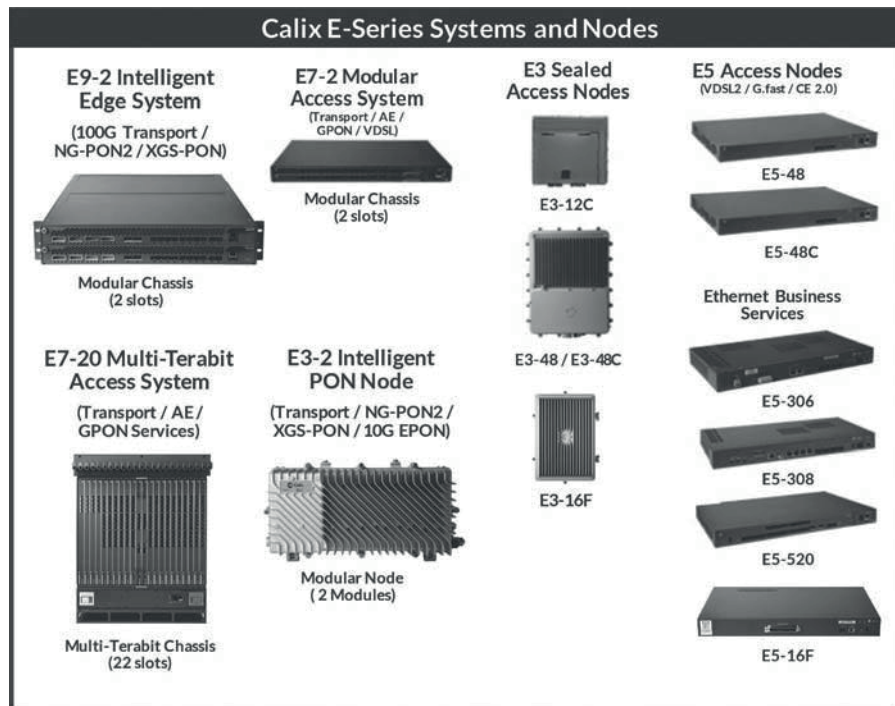 Calix E-Series Systems and Nodes
E9-2 Intelligent
Edge System
(100G Transport /
NG-PON2 / XGS-PON)
Modular Chassis
(2 slots)
E7-2 Modular
Access System
(Transport / AE /
GPON / VDSL)
Modular Chassis
(2 slots)
E7-20 Multi-Terabit
Access System
(Transport / AE /
GPON Services)
Multi-Terabit Chassis
(22 slots)
E3-2 Intelligent
PON Node
(Transport / NG-PON2 /
XGS-PON / 10G EPON)
Modular Node
( 2 Modules)
E3 Sealed
Access Nodes
E3-12C
E3-48 / E3-48C
E3-16F
E5 Access Nodes
(VDSL2 / G.fast / CE 2.0)
E5-48
E5-48C
Ethernet Business
Services
E5-306
E5-308
E5-520
E5-16F